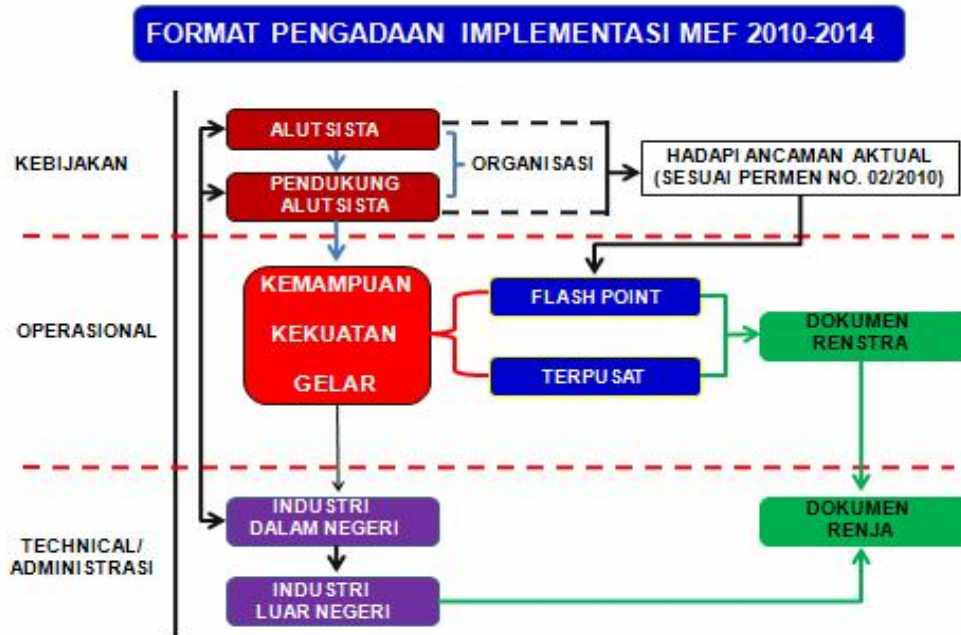 FORMAT PENGADAAN IMPLEMENTASI MEF 2010-2014
KEBIJAKAN
ALUTSISTA
PENDUKUNG
ALUTSISTA
ORGANISASI
HADAPI ANCAMAN AKTUAL
(SESUAI PERMEN NO. 02/2010)
OPERASIONAL
KEMAMPUAN
KEKUATAN
GELAR
FLASH POINT
TERPUSAT
DOKUMEN
RENSTRA
TECHNICAL/
ADMINISTRASI
INDUSTRI
DALAM NEGERI
INDUSTRI
LUAR NEGERI
DOKUMEN
RENJA